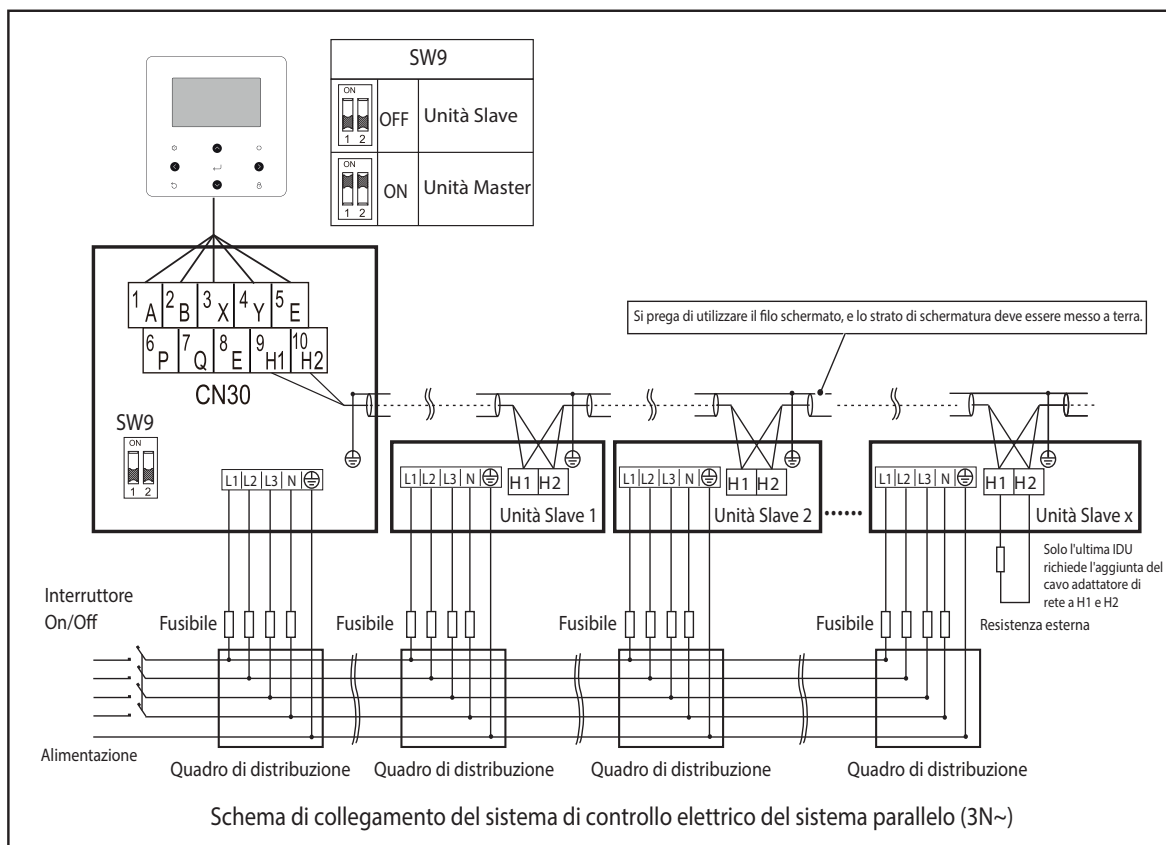 SW9
ON
1 2
OFF
Unità Slave
ON
1 2
ON
Unità Master
1 A 2 B 3 X 4 Y 5 E
6 P 7 Q 8 E 9 H1 10 H2
CN30
Si prega di utilizzare il filo schermato, e lo strato di schermatura deve essere messo a terra.
SW9
ON
1 2
L1 L2 L3 N
L1 L2 L3 N
H1 H2
Unità Slave 1
L1 L2 L3 N
H1 H2
Unità Slave 2
L1 L2 L3 N
H1 H2
Unità Slave x
Solo l'ultima IDU
richiede l'aggiunta del
cavo adattatore di
rete a H1 e H2
Resistenza esterna
Interruttore
On/Off
Fusibile
Fusibile
Fusibile
Fusibile
Alimentazione
Quadro di distribuzione
Quadro di distribuzione
Quadro di distribuzione
Quadro di distribuzione
Schema di collegamento del sistema di controllo elettrico del sistema parallelo (3N~)